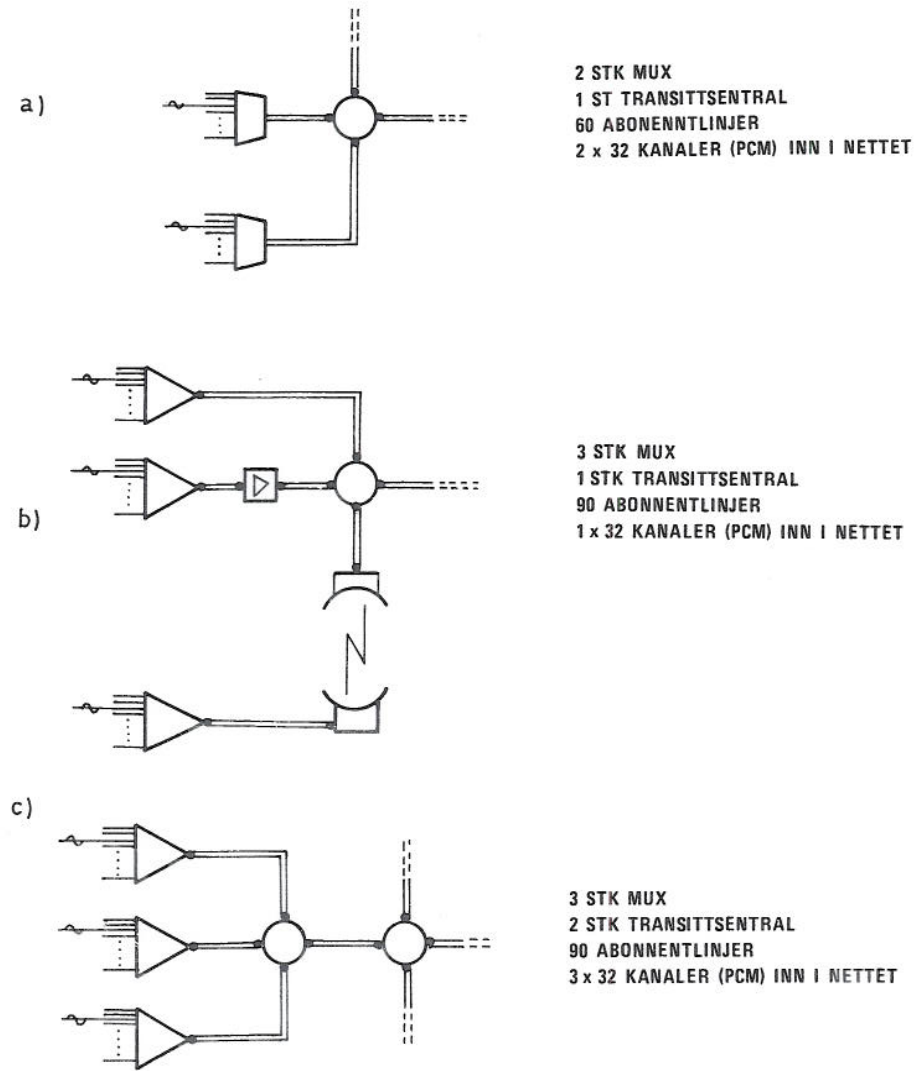 a)
2 STK MUX
1 ST TRANSITTSENTRAL
60 ABONENNTLINJER
2 x 32 KANALER (PCM) INN I NETTET
b)
3 STK MUX
1 STK TRANSITTSENTRAL
90 ABONNENTLINJER
1 x 32 KANALER (PCM) INN I NETTET
c)
3 STK MUX
2 STK TRANSITTSENTRAL
90 ABONNENTLINJER
3 x 32 KANALER (PCM) INN I NETTET